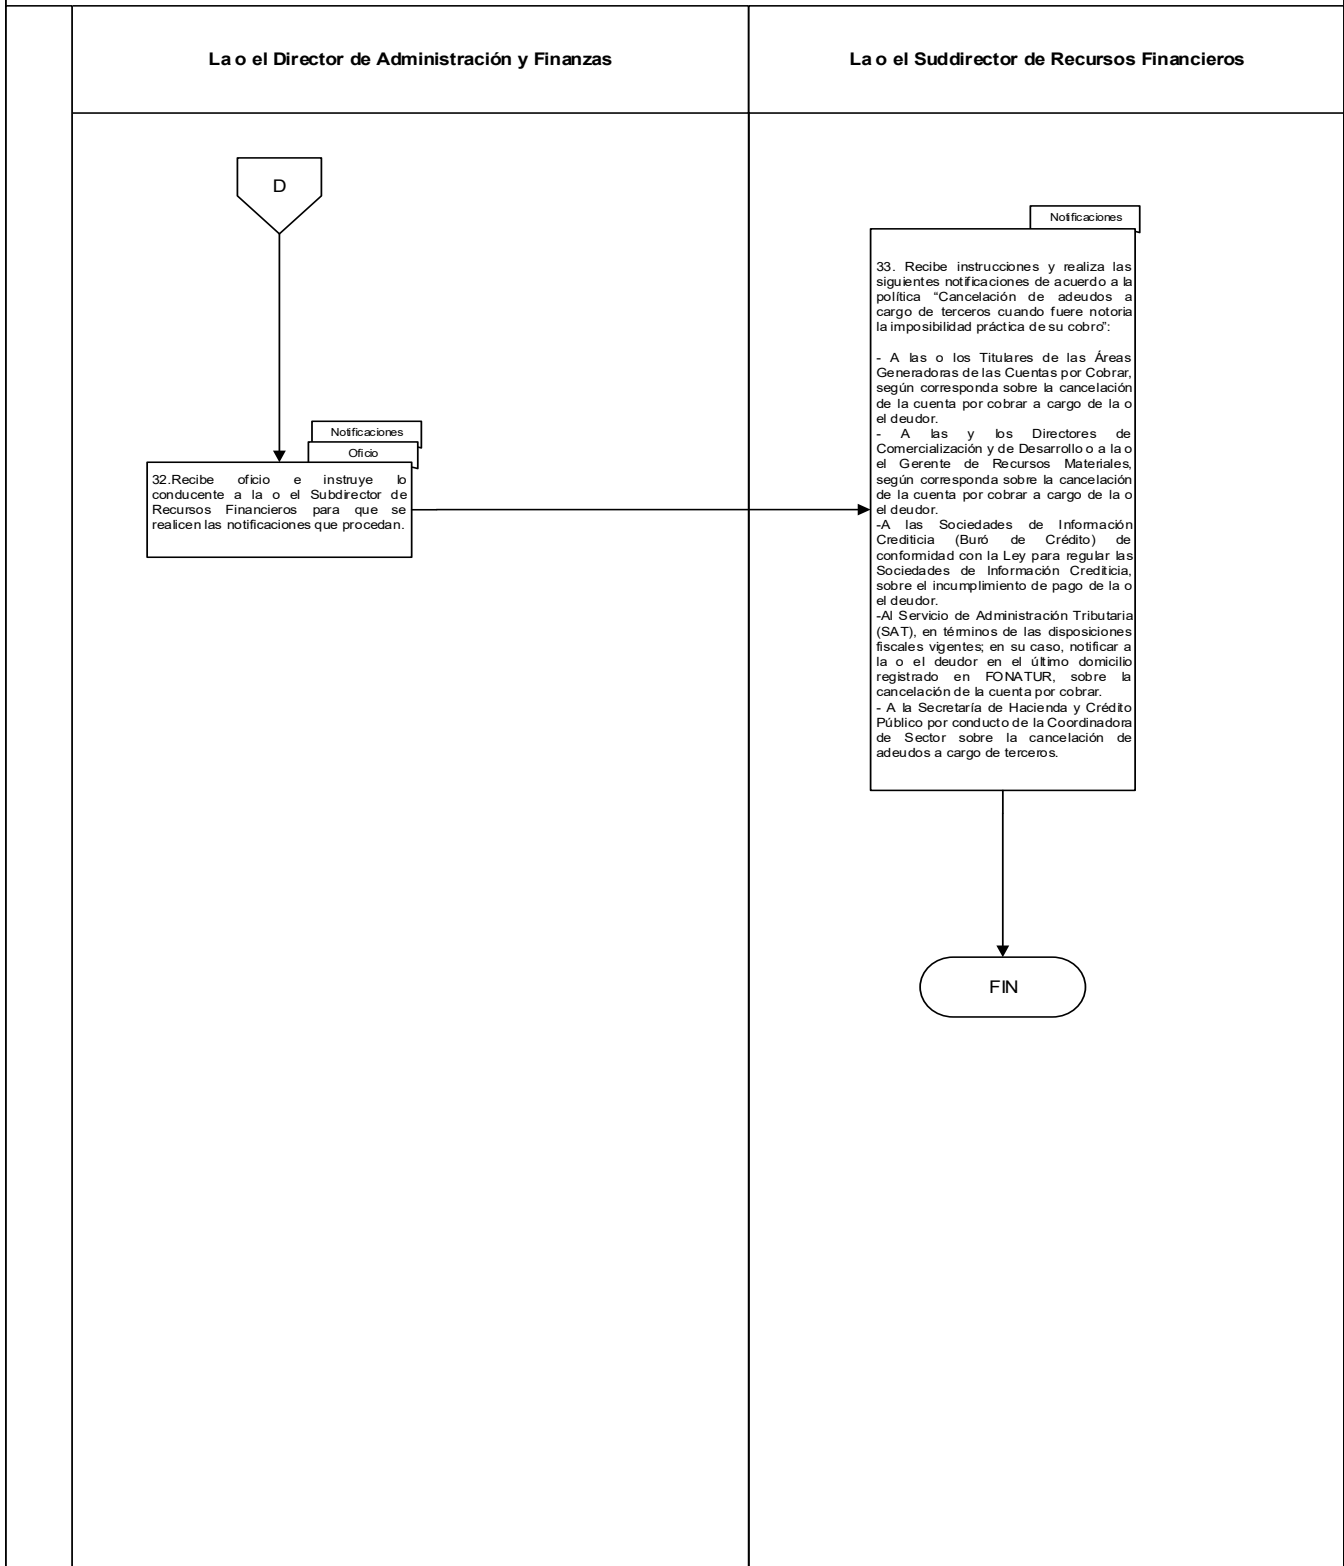 La o el Director de Administración y Finanzas
La o el Suddirector de Recursos Financieros
D
Notificaciones
Oficio
32.Recibe oficio e instruye lo
conducente a la o el Subdirector de
Recursos Financieros para que se
realicen las notificaciones que procedan.
Notificaciones
33. Recibe instrucciones y realiza las
siguientes notificaciones de acuerdo a la
política “Cancelación de adeudos a
cargo de terceros cuando fuere notoria
la imposibilidad práctica de su cobro”:
- A las o los Titulares de las Áreas
Generadoras de las Cuentas por Cobrar,
según corresponda sobre la cancelación
de la cuenta por cobrar a cargo de la o
el deudor.
- A las y los Directores de
Comercialización y de Desarrollo o a la o
el Gerente de Recursos Materiales,
según corresponda sobre la cancelación
de la cuenta por cobrar a cargo de la o
el deudor.
-A las Sociedades de Información
Crediticia (Buró de Crédito) de
conformidad con la Ley para regular las
Sociedades de Información Crediticia,
sobre el incumplimiento de pago de la o
el deudor.
-Al Servicio de Administración Tributaria
(SAT), en términos de las disposiciones
fiscales vigentes; en su caso, notificar a
la o el deudor en el último domicilio
registrado en FONATUR, sobre la
cancelación de la cuenta por cobrar.
- A la Secretaría de Hacienda y Crédito
Público por conducto de la Coordinadora
de Sector sobre la cancelación de
adeudos a cargo de terceros.
FIN